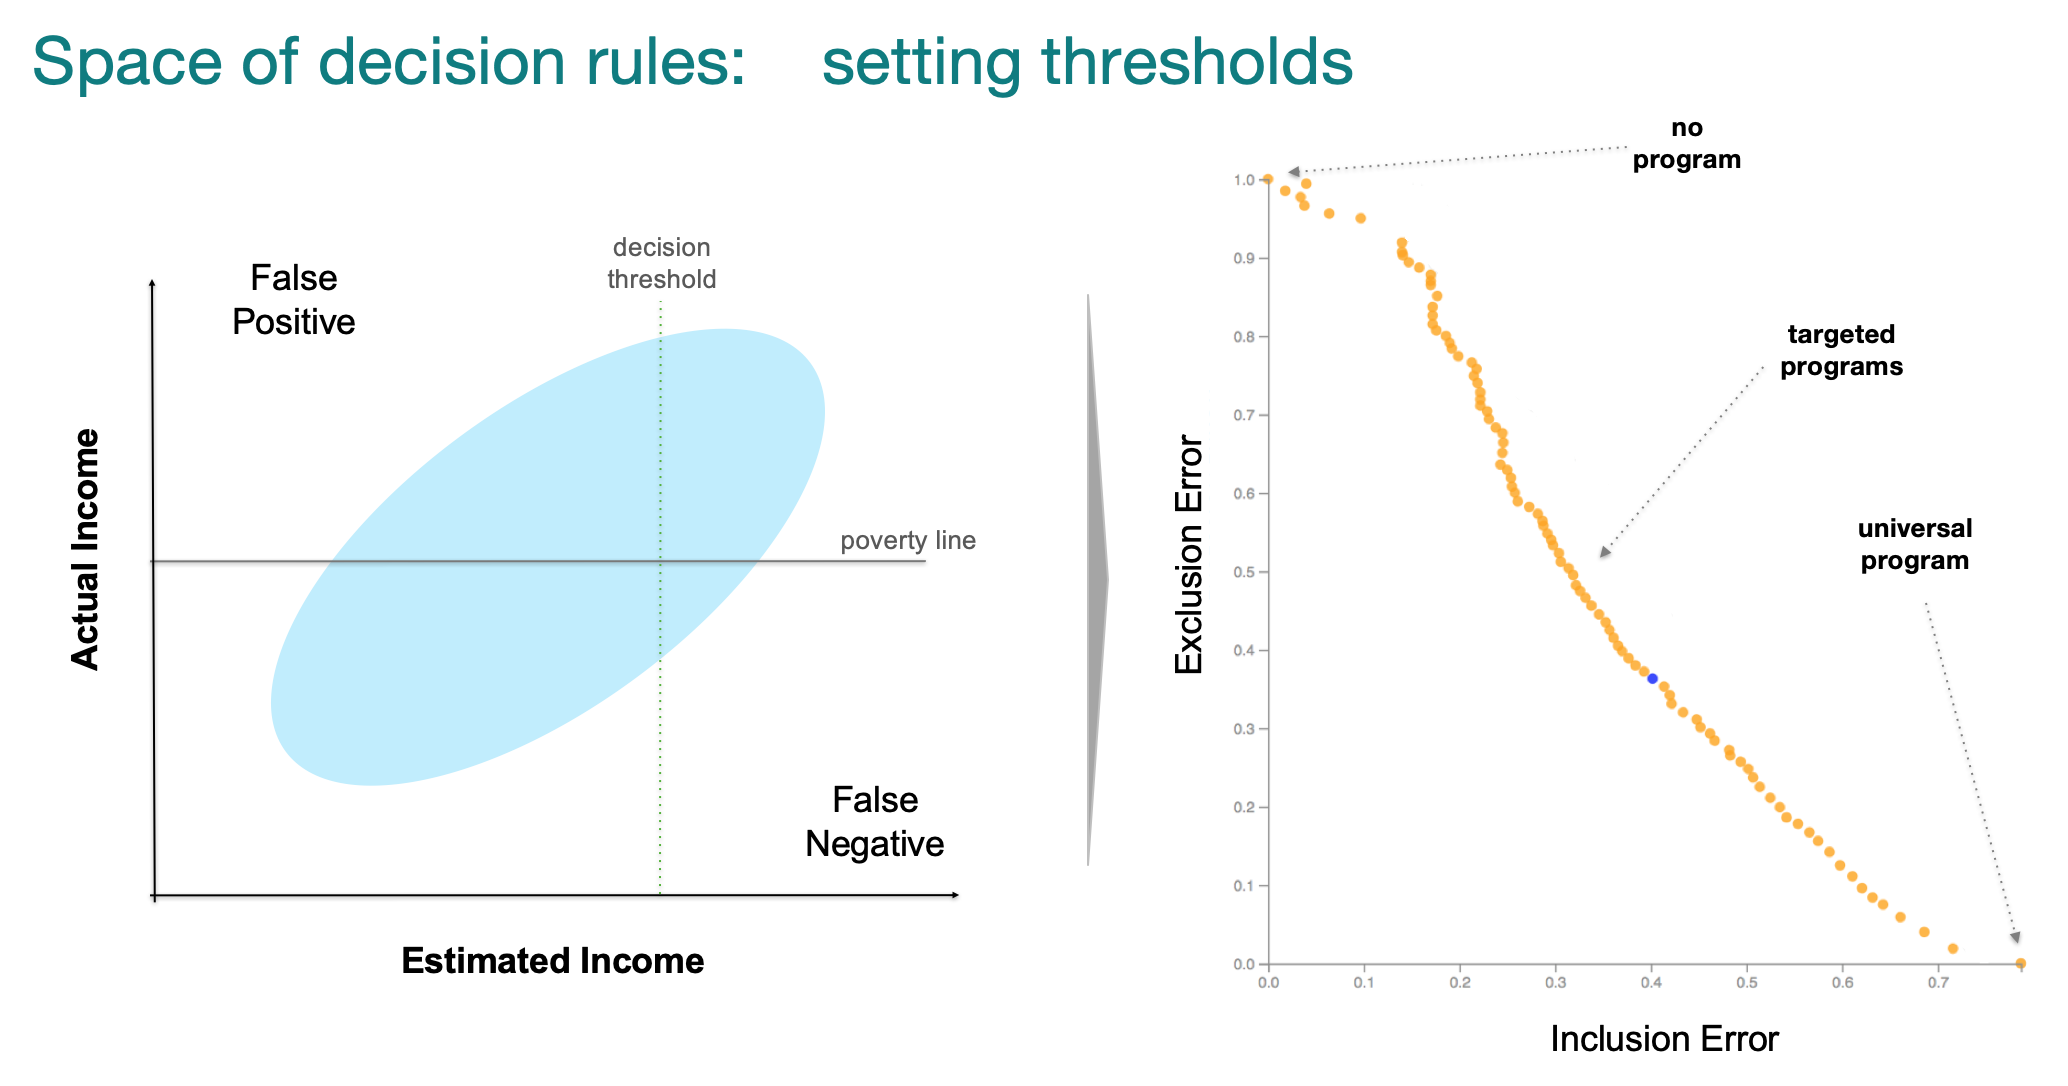 Space of decision rules: setting thresholds
False
Positive
decision
threshold
poverty line
False
Negative
Actual Income
Estimated Income
no
program
targeted
programs
universal
program
Exclusion Error
1.0
0.9
0.8
0.7
0.6
0.5
0.4
0.3
0.2
0.1
0.0
0.0 0.1 0.2 0.3 0.4 0.5 0.6 0.7
Inclusion Error